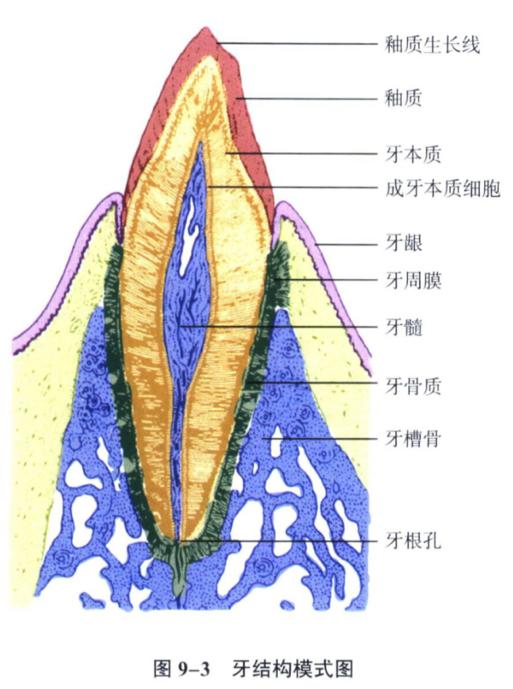 釉质生长线
釉质
牙本质
成牙本质细胞
牙龈
牙周膜
牙髓
牙骨质
牙槽骨
牙根孔
图 9-3 牙结构模式图